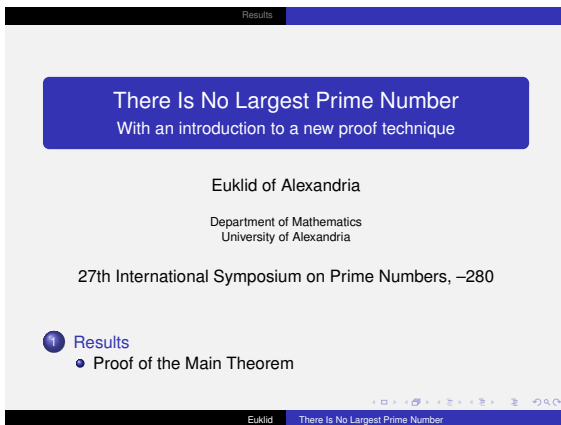 Results
There Is No Largest Prime Number
With an introduction to a new proof technique
Euklid of Alexandria
Department of Mathematics
University of Alexandria
27th International Symposium on Prime Numbers, –280
1 Results
Proof of the Main Theorem
Euklid There Is No Largest Prime Number